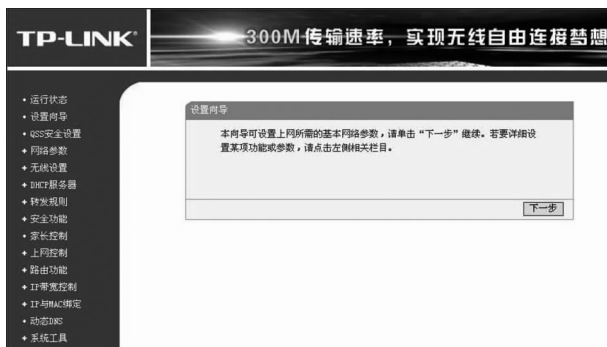 TP-LINK®
300M传输速率，实现无线自由连接梦想
• 运行状态
• 设置向导
• QSS安全设置
+ 网络参数
+ 无线设置
+ DHCP服务器
+ 转发规则
+ 安全功能
• 家长控制
+ 上网控制
+ 路由功能
+ IP带宽控制
+ IP与MAC绑定
• 动态DNS
+ 系统工具
设置向导
本向导可设置上网所需的基本网络参数，请单击“下一步”继续。若要详细设
置某项功能或参数，请点击左侧相关栏目。
下一步